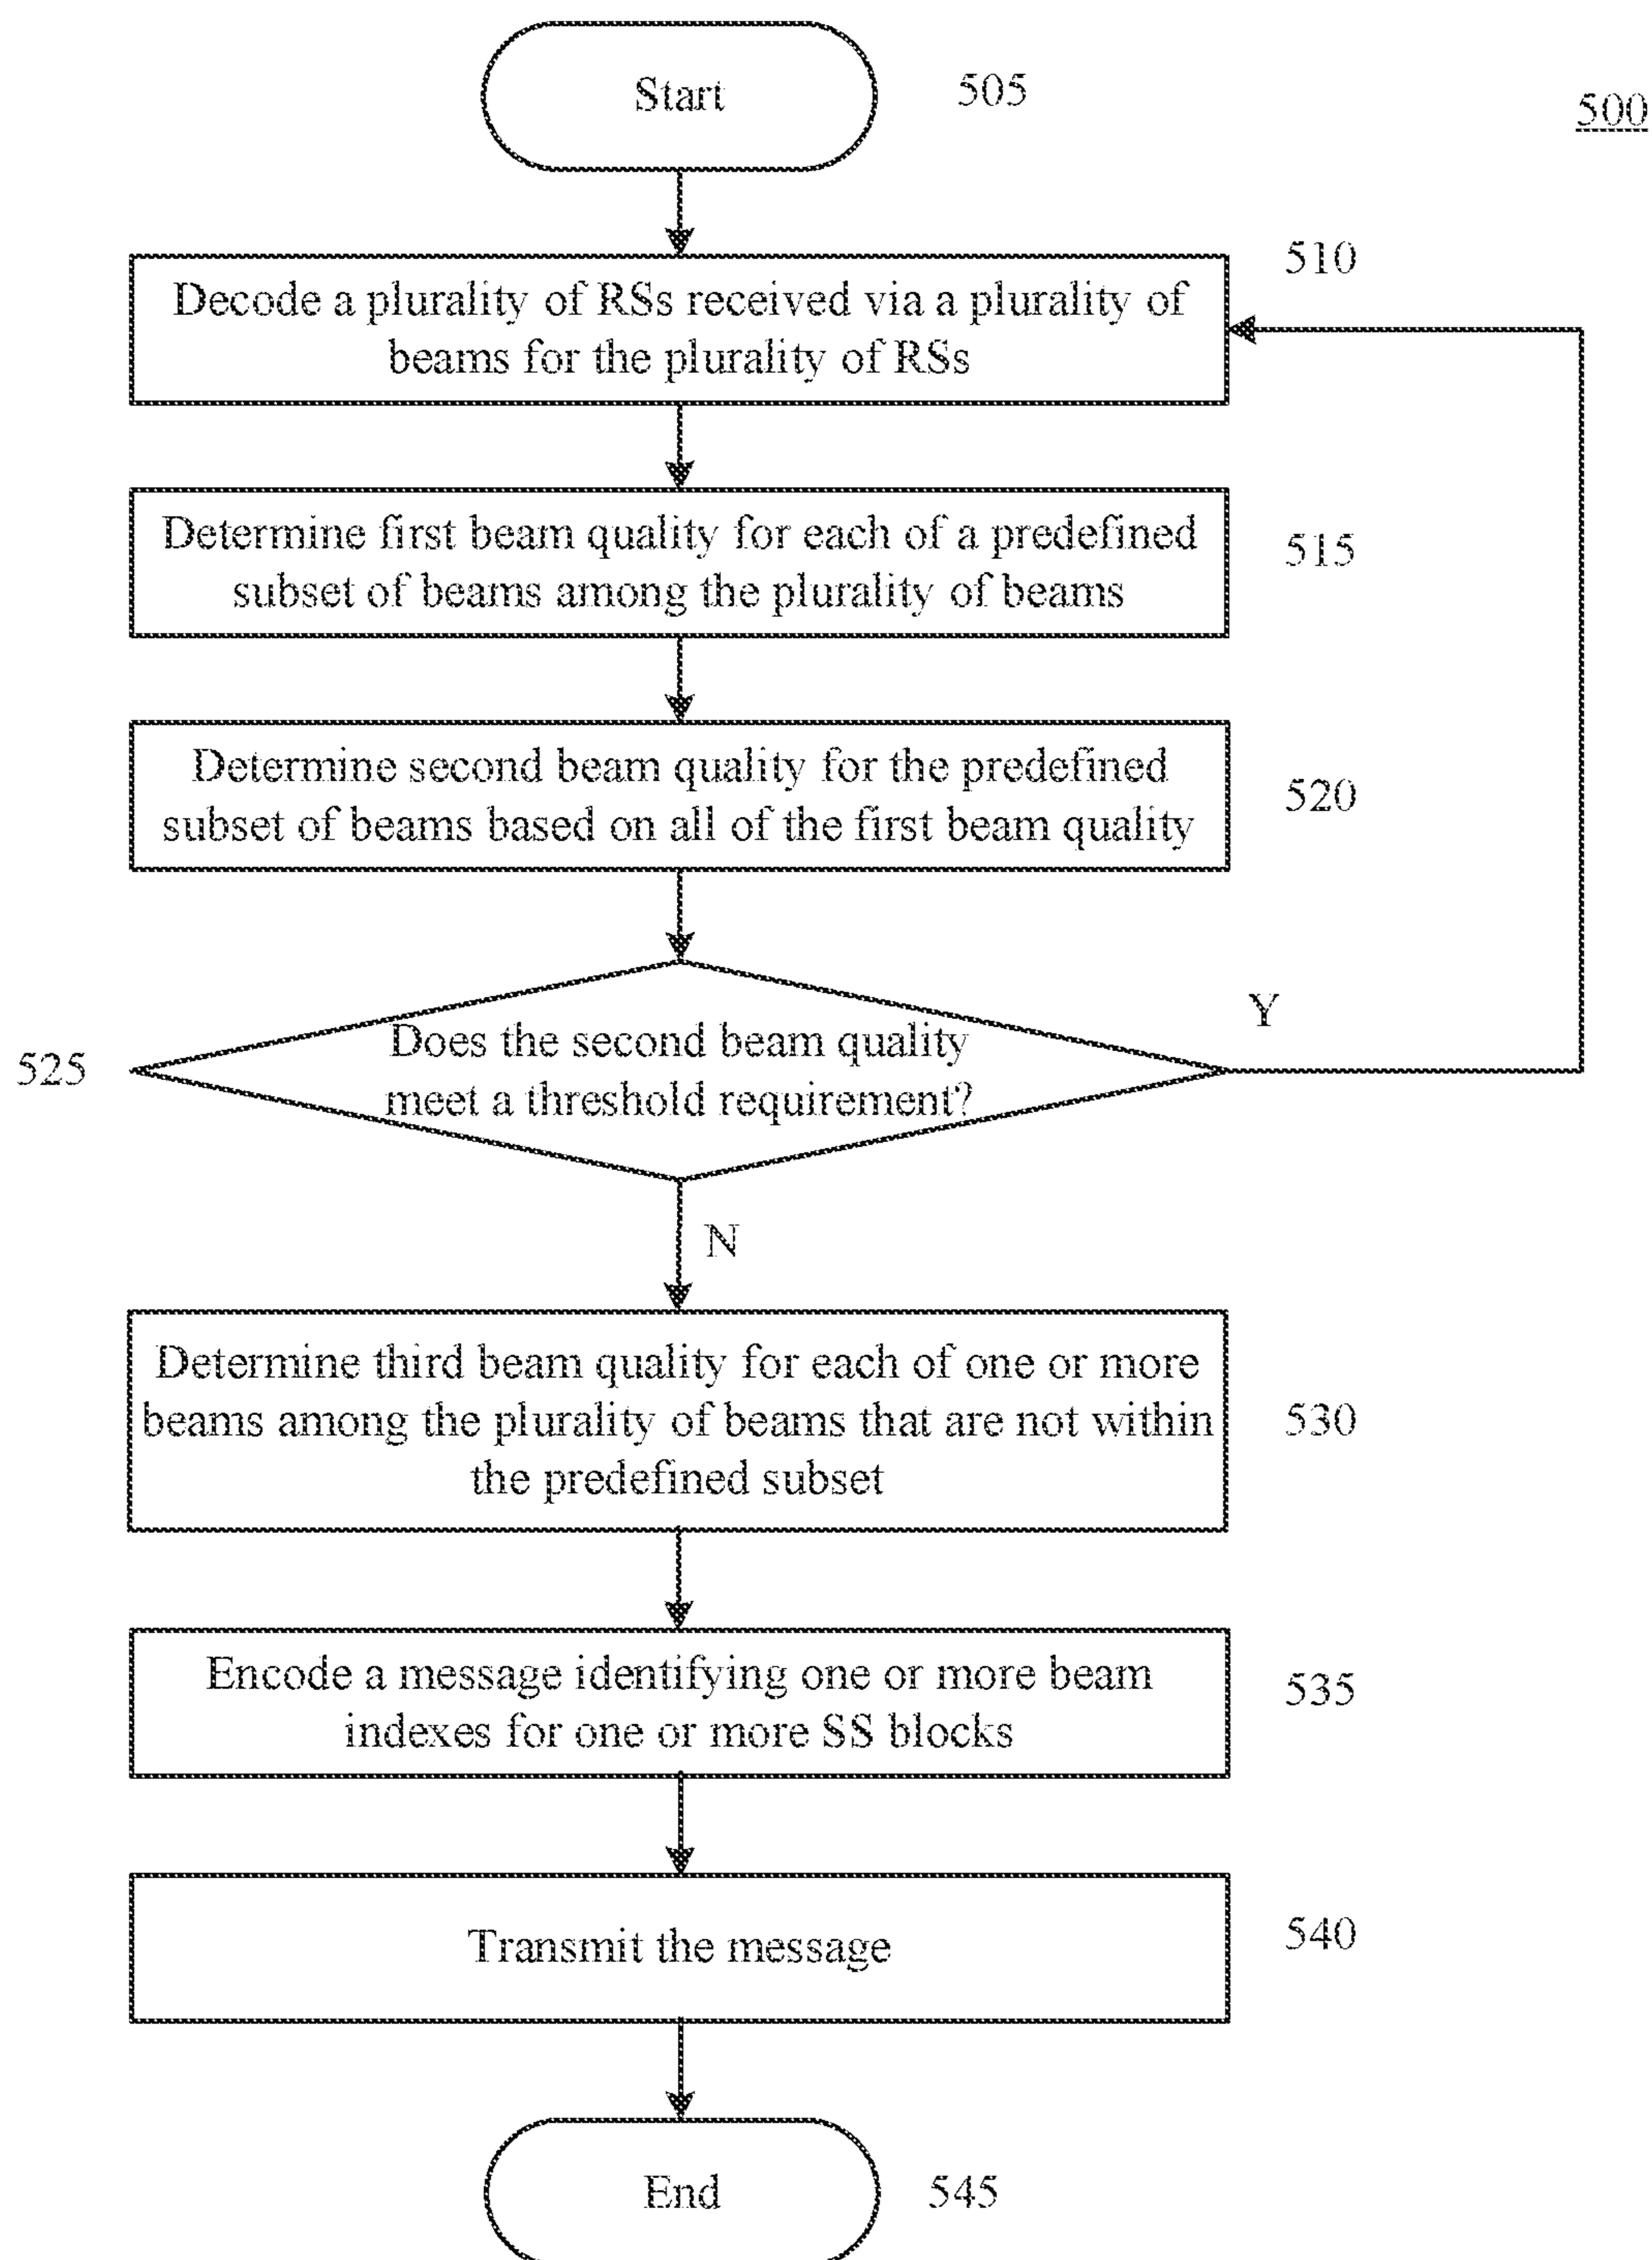 Start
505
500
510
Decode a plurality of RSs received via a plurality of
beams for the plurality of RSs
Determine first beam quality for each of a predefined
subset of beams among the plurality of beams
515
Determine second beam quality for the predefined
subset of beams based on all of the first beam quality
520
Y
525
Does the second beam quality
meet a threshold requirement?
N
Determine third beam quality for each of one or more
beams among the plurality of beams that are not within
the predefined subset
530
Encode a message identifying one or more beam
indexes for one or more SS blocks
535
Transmit the message
540
End
545